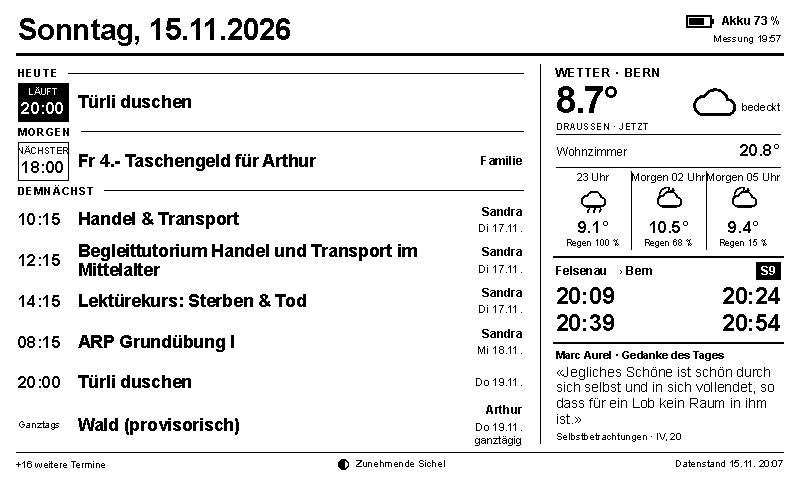 Sonntag, 15.11.2026
Akku 73 %
Messung 19:57
HEUTE
LÄUFT
20:00
Türli duschen
MORGEN
NÄCHSTER
18:00
Fr 4.- Taschengeld für Arthur
Familie
DEMNÄCHST
10:15
Handel & Transport
Sandra
Di 17.11.
12:15
Begleittutorium Handel und Transport im
Mittelalter
Sandra
Di 17.11.
14:15
Lektürekurs: Sterben & Tod
Sandra
Di 17.11.
08:15
ARP Grundübung I
Sandra
Mi 18.11.
20:00
Türli duschen
Do 19.11.
Ganztags
Wald (provisorisch)
Arthur
Do 19.11.
ganztägig
WETTER · BERN
8.7°
bedeckt
DRAUSSEN · JETZT
Wohnzimmer 20.8°
23 Uhr
9.1°
Regen 100 %
Morgen 02 Uhr
10.5°
Regen 68 %
Morgen 05 Uhr
9.4°
Regen 15 %
Felsenau › Bern S9
20:09 20:24
20:39 20:54
Marc Aurel · Gedanke des Tages
«Jegliches Schöne ist schön durch
sich selbst und in sich vollendet, so
dass für ein Lob kein Raum in ihm
ist.»
Selbstbetrachtungen · IV, 20
+16 weitere Termine
Zunehmende Sichel
Datenstand 15.11. 20:07